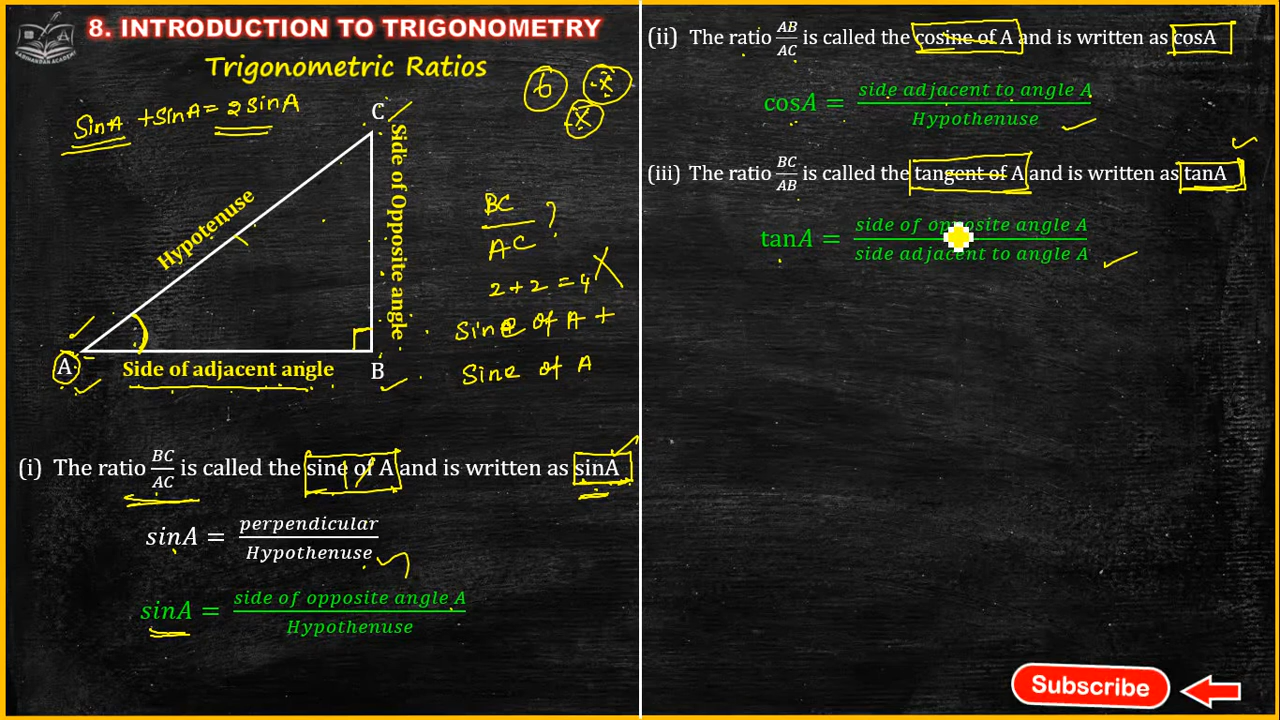 8. INTRODUCTION TO TRIGONOMETRY
Trigonometric Ratios
SinA + SinA = 2 SinA
6
C
Hypotenuse
Side of Opposite angle
BC
AC ?
2 + 2 = 4 X
Sine of A +
Sine of A
A
Side of adjacent angle
B
(i) The ratio BC/AC is called the sine of A and is written as sinA
sinA = perpendicular/Hypothenuse
sinA = side of opposite angle A/Hypothenuse
(ii) The ratio AB/AC is called the cosine of A and is written as cosA
cosA = side adjacent to angle A/Hypothenuse
(iii) The ratio BC/AB is called the tangent of A and is written as tanA
tanA = side of opposite angle A/side adjacent to angle A
Subscribe